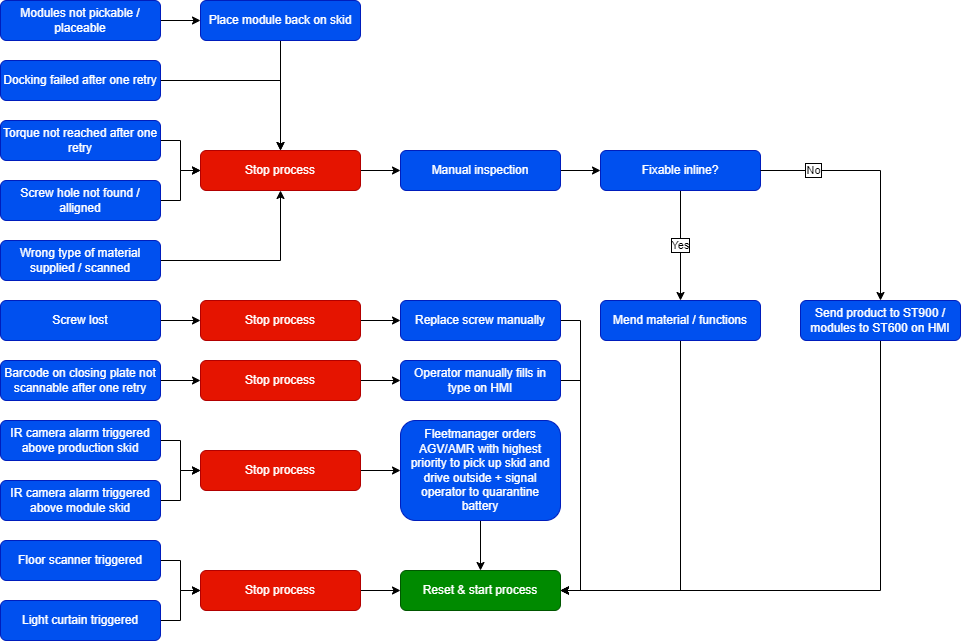 Modules not pickable /
placeable
Place module back on skid
Docking failed after one retry
Torque not reached after one
retry
Screw hole not found /
alligned
Stop process
Manual inspection
Fixable inline?
No
Wrong type of material
supplied / scanned
Yes
Screw lost
Stop process
Replace screw manually
Mend material / functions
Send product to ST900 /
modules to ST600 on HMI
Barcode on closing plate not
scannable after one retry
Stop process
Operator manually fills in
type on HMI
IR camera alarm triggered
above production skid
IR camera alarm triggered
above module skid
Stop process
Fleetmanager orders
AGV/AMR with highest
priority to pick up skid and
drive outside + signal
operator to quarantine
battery
Floor scanner triggered
Light curtain triggered
Stop process
Reset & start process